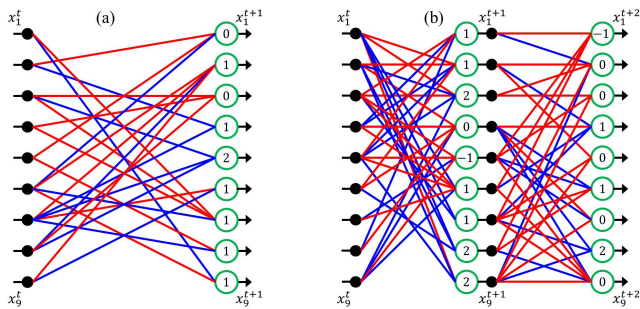 (a)
x_1^t
x_1^{t+1}
0
1
0
1
2
1
1
1
1
x_9^t
x_9^{t+1}
(b)
x_1^t
x_1^{t+1}
x_1^{t+2}
1
1
2
0
−1
1
1
2
2
−1
0
0
1
0
1
0
2
0
x_9^t
x_9^{t+1}
x_9^{t+2}